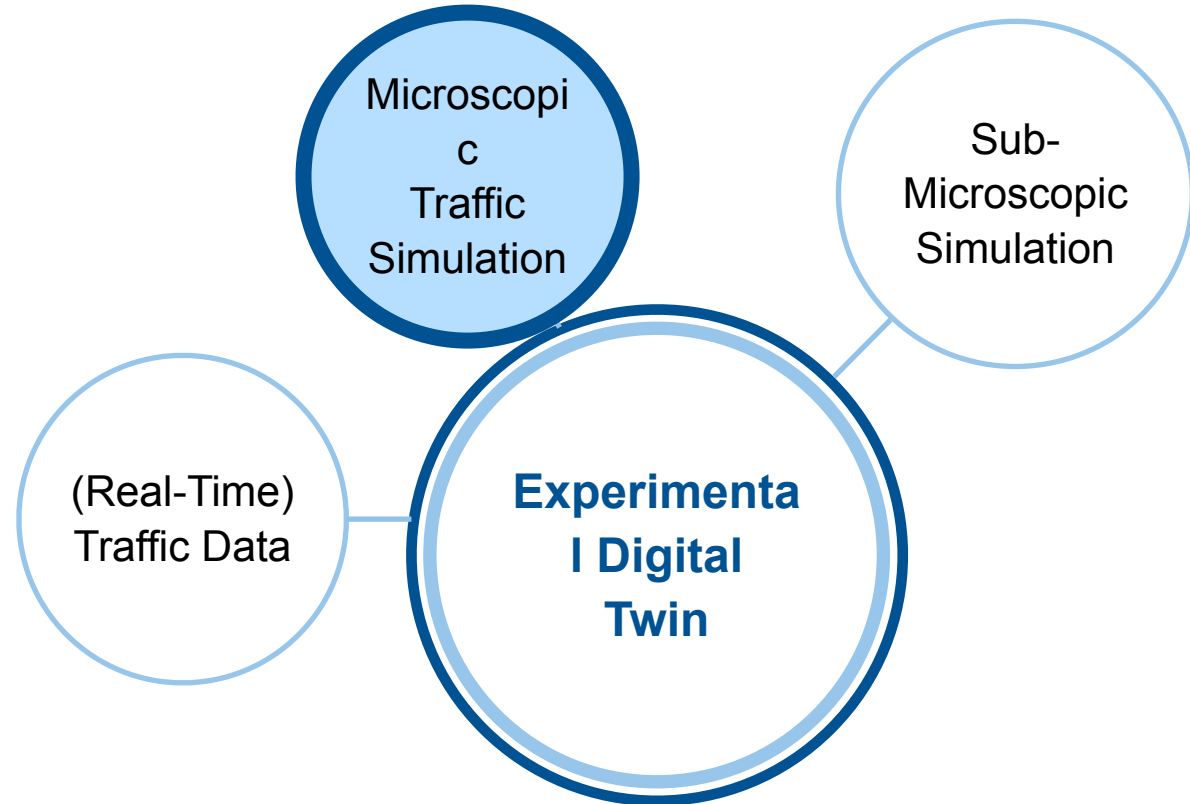 Microscopi
c
Traffic
Simulation
Sub-
Microscopic
Simulation
(Real-Time)
Traffic Data
Experimenta
l Digital
Twin